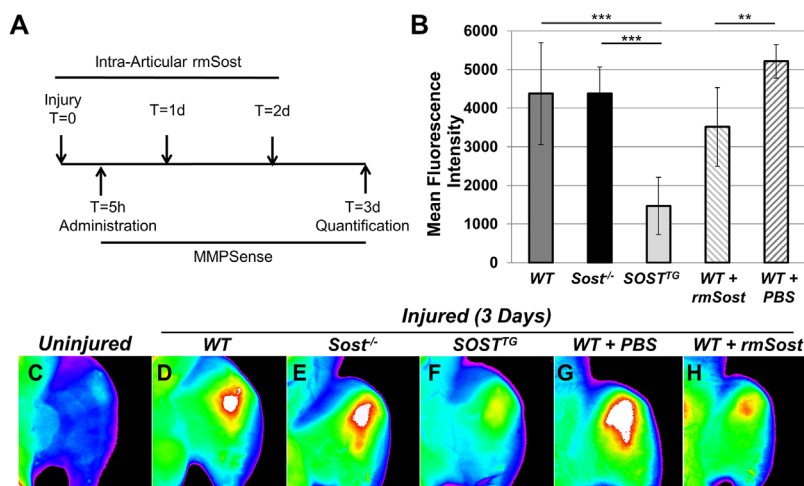 A
Intra-Articular rmSost
Injury
T=0
T=1d
T=2d
T=5h
Administration
T=3d
Quantification
MMPSense
B
Mean Fluorescence
Intensity
6000
5000
4000
3000
2000
1000
0
***
***
**
WT
Sost-/-
SOSTTG
WT +
rmSost
WT +
PBS
Injured (3 Days)
Uninjured
WT
Sost-/-
SOSTTG
WT + PBS
WT + rmSost
C
D
E
F
G
H